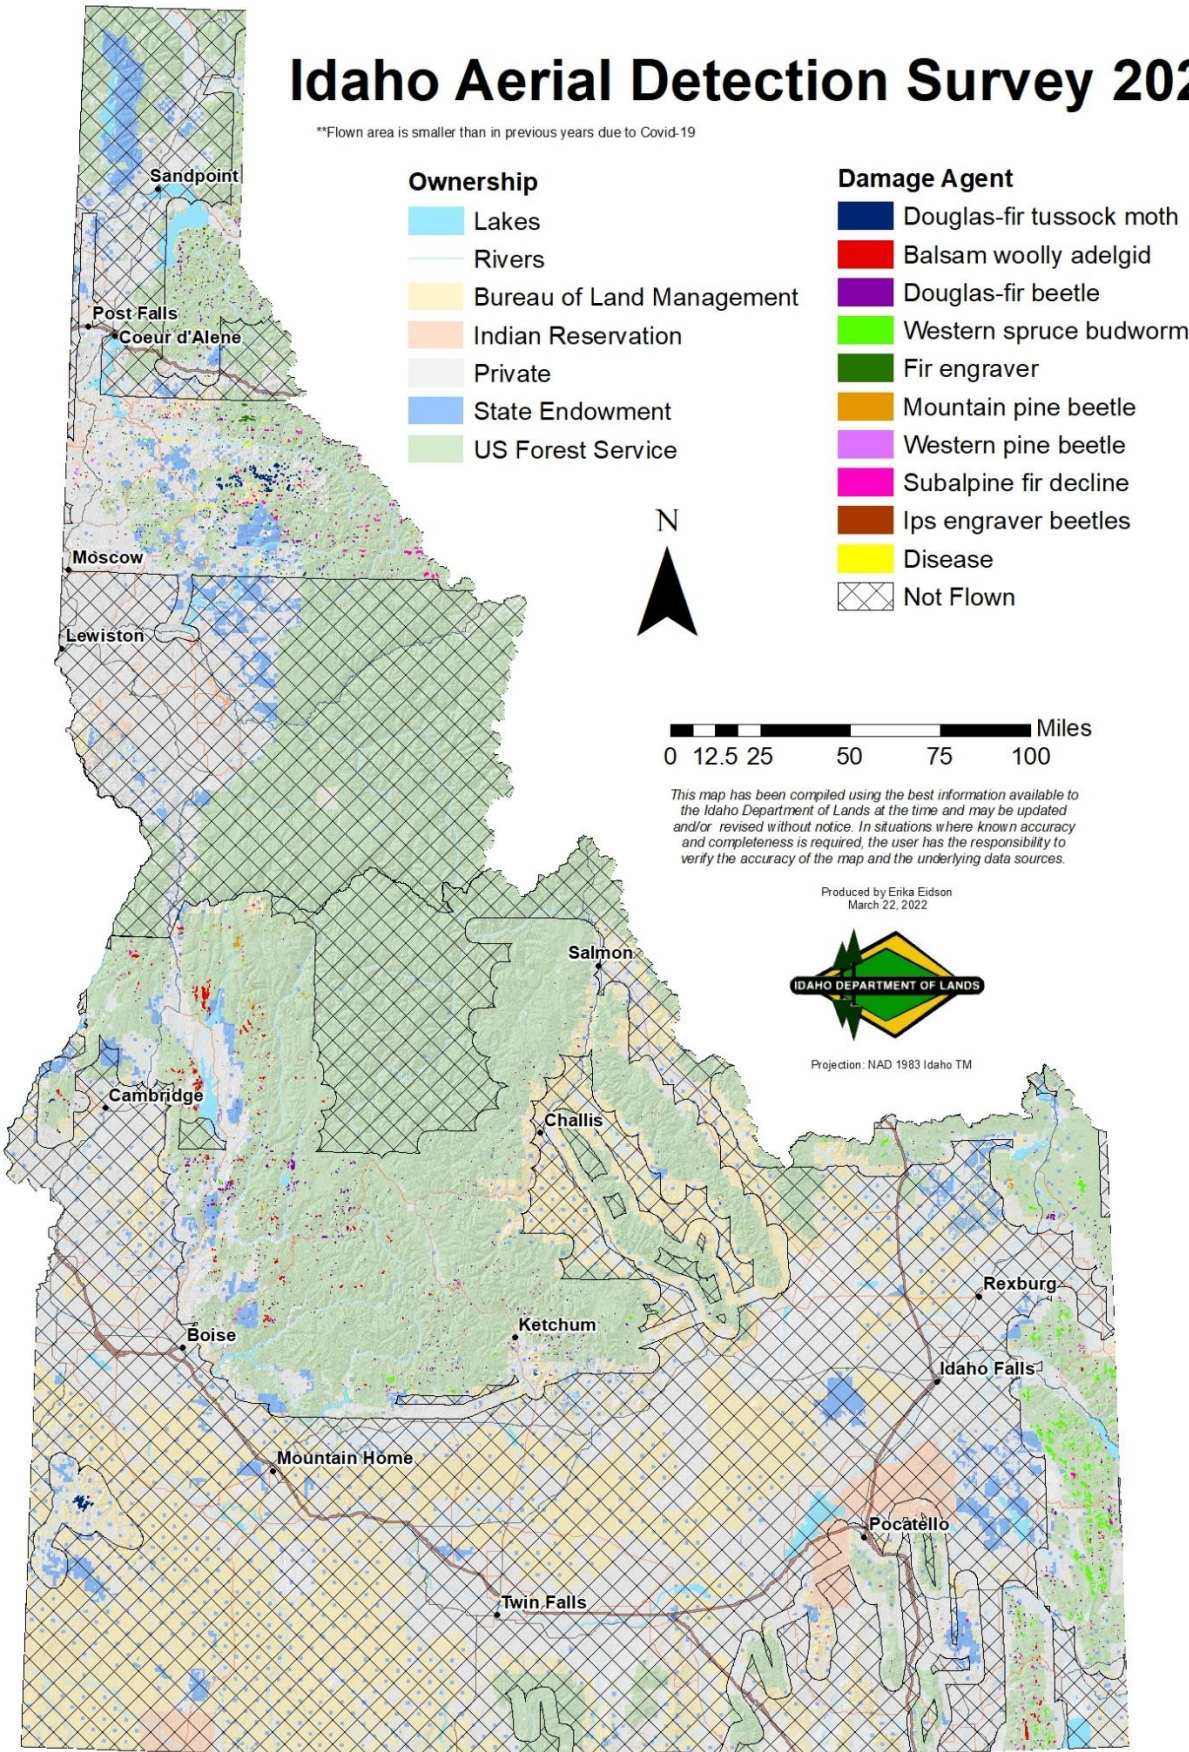 Idaho Aerial Detection Survey 202
**Flown area is smaller than in previous years due to Covid-19
Ownership
Lakes
Rivers
Bureau of Land Management
Indian Reservation
Private
State Endowment
US Forest Service
Damage Agent
Douglas-fir tussock moth
Balsam woolly adelgid
Douglas-fir beetle
Western spruce budworm
Fir engraver
Mountain pine beetle
Western pine beetle
Subalpine fir decline
Ips engraver beetles
Disease
Not Flown
N
Miles
0 12.5 25 50 75 100
This map has been compiled using the best information available to
the Idaho Department of Lands at the time and may be updated
and/or revised without notice. In situations where known accuracy
and completeness is required, the user has the responsibility to
verify the accuracy of the map and the underlying data sources.
Produced by Erika Eidson
March 22, 2022
IDAHO DEPARTMENT OF LANDS
Projection: NAD 1983 Idaho TM
Sandpoint
Post Falls
Coeur d'Alene
Moscow
Lewiston
Salmon
Cambridge
Challis
Rexburg
Boise
Ketchum
Idaho Falls
Mountain Home
Pocatello
Twin Falls